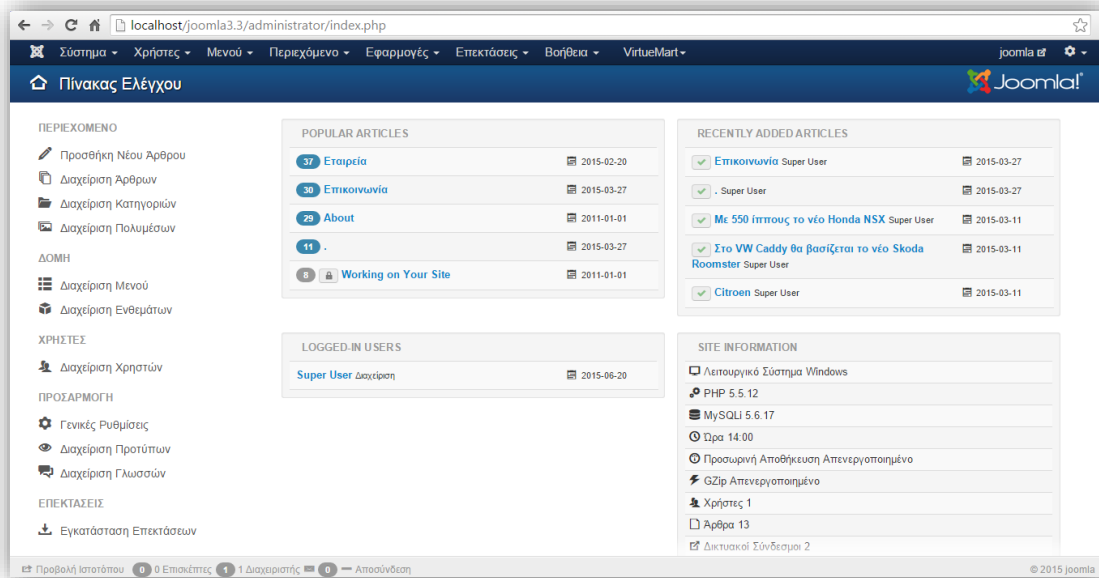 localhost/joomla3.3/administrator/index.php
Σύστημα Χρήστες Μενού Περιεχόμενο Εφαρμογές Επεκτάσεις Βοήθεια VirtueMart joomla
Πίνακας Ελέγχου Joomla!
ΠΕΡΙΕΧΟΜΕΝΟ
Προσθήκη Νέου Άρθρου
Διαχείριση Άρθρων
Διαχείριση Κατηγοριών
Διαχείριση Πολυμέσων
ΔΟΜΗ
Διαχείριση Μενού
Διαχείριση Ενθεμάτων
ΧΡΗΣΤΕΣ
Διαχείριση Χρηστών
ΠΡΟΣΑΡΜΟΓΗ
Γενικές Ρυθμίσεις
Διαχείριση Προτύπων
Διαχείριση Γλωσσών
ΕΠΕΚΤΑΣΕΙΣ
Εγκατάσταση Επεκτάσεων
POPULAR ARTICLES
37 Εταιρεία 2015-02-20
30 Επικοινωνία 2015-03-27
29 About 2011-01-01
11 . 2015-03-27
8 Working on Your Site 2011-01-01
RECENTLY ADDED ARTICLES
Επικοινωνία Super User 2015-03-27
. Super User 2015-03-27
Με 550 ίππους το νέο Honda NSX Super User 2015-03-11
Στο VW Caddy θα βασίζεται το νέο Skoda 2015-03-11
Roomster Super User
Citroen Super User 2015-03-11
LOGGED-IN USERS
Super User Διαχείριση 2015-06-20
SITE INFORMATION
Λειτουργικό Σύστημα Windows
PHP 5.5.12
MySQLi 5.6.17
Ώρα 14:00
Προσωρινή Αποθήκευση Απενεργοποιημένο
GZip Απενεργοποιημένο
Χρήστες 1
Άρθρα 13
Δικτυακοί Σύνδεσμοι 2
Προβολή Ιστοτόπου 0 0 Επισκέπτες 1 1 Διαχειριστής 0 Αποσύνδεση © 2015 joomla